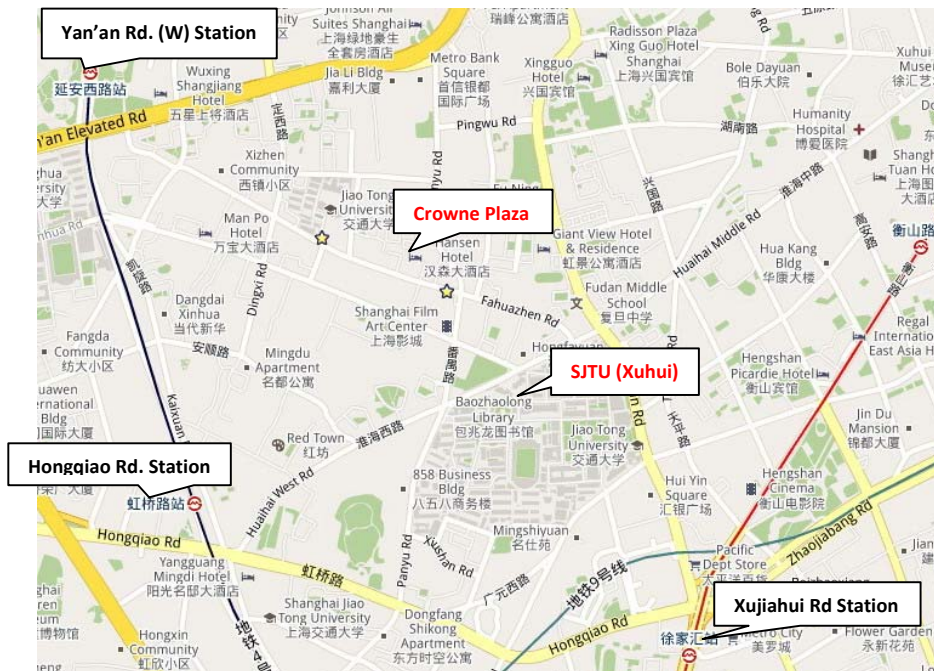 Yan'an Rd. (W) Station
延安西路站
Wuxing
Shangjiang
Hotel
五星上将酒店
Suites Shanghai
上海绿地豪生
全套房酒店
Jia Li Bldg
嘉利大厦
Metro Bank
Square
首信银都
国际广场
瑞峰公寓酒店
Xingguo
Hotel
兴国宾馆
Radisson Plaza
Xing Guo Hotel
Shanghai
上海兴国宾馆
Bole Dayuan
伯乐大院
Xuhui
Humanity
Hospital
博爱医院
湖南路
Pingwu Rd
定西路
Xizhen
Community
西镇小区
Jiao Tong
University
交通大学
Panyu Rd
Crowne Plaza
Hansen
Hotel
汉森大酒店
Man Po
Hotel
万宝大酒店
Dingxi Rd
凯旋路
Giant View Hotel
& Residence
虹景公寓酒店
兴国路
淮海中路
Huaihai Middle Rd
高安路
Hua Kang
Bldg
华康大楼
衡山路
Fahuazhen Rd
Fudan Middle
School
复旦中学
Shanghai Film
Art Center
上海影城
Dangdai
Xinhua
当代新华
Fangda
Community
纺大小区
安顺路
Mingdu
Apartment
名都公寓
番禺路
Hongfayuan
SJTU (Xuhui)
Baozhaolong
Library
包兆龙图书馆
Jiao Tong
University
交通大学
天平路
Hengshan
Picardie Hotel
衡山宾馆
Regal
East Asia H
Jin Du
Mansion
锦都大厦
Red Town
红坊
淮海西路
Huaihai West Rd
Hongqiao Rd. Station
虹桥路站
858 Business
Bldg
八五八商务楼
Hui Yin
Square
汇银广场
Hengshan
Cinema
衡山电影院
Zhaojiabang Rd
Hongqiao Rd
虹桥路
Yangguang
Mingdi Hotel
阳光名邸大酒店
Mingshiyuan
名仕苑
Xiushan Rd
Panyu Rd
广元西路
地铁9号线
Pacific
Dept Store
Shanghai Jiao
Tong University
上海交通大学
Dongfang
Shikong
Apartment
东方时空公寓
Hongqiao Rd
Xujiahui Rd Station
徐家汇站
Metro City
美罗城
Flower Garden
永新花园
Hongxin
Community
虹欣小区